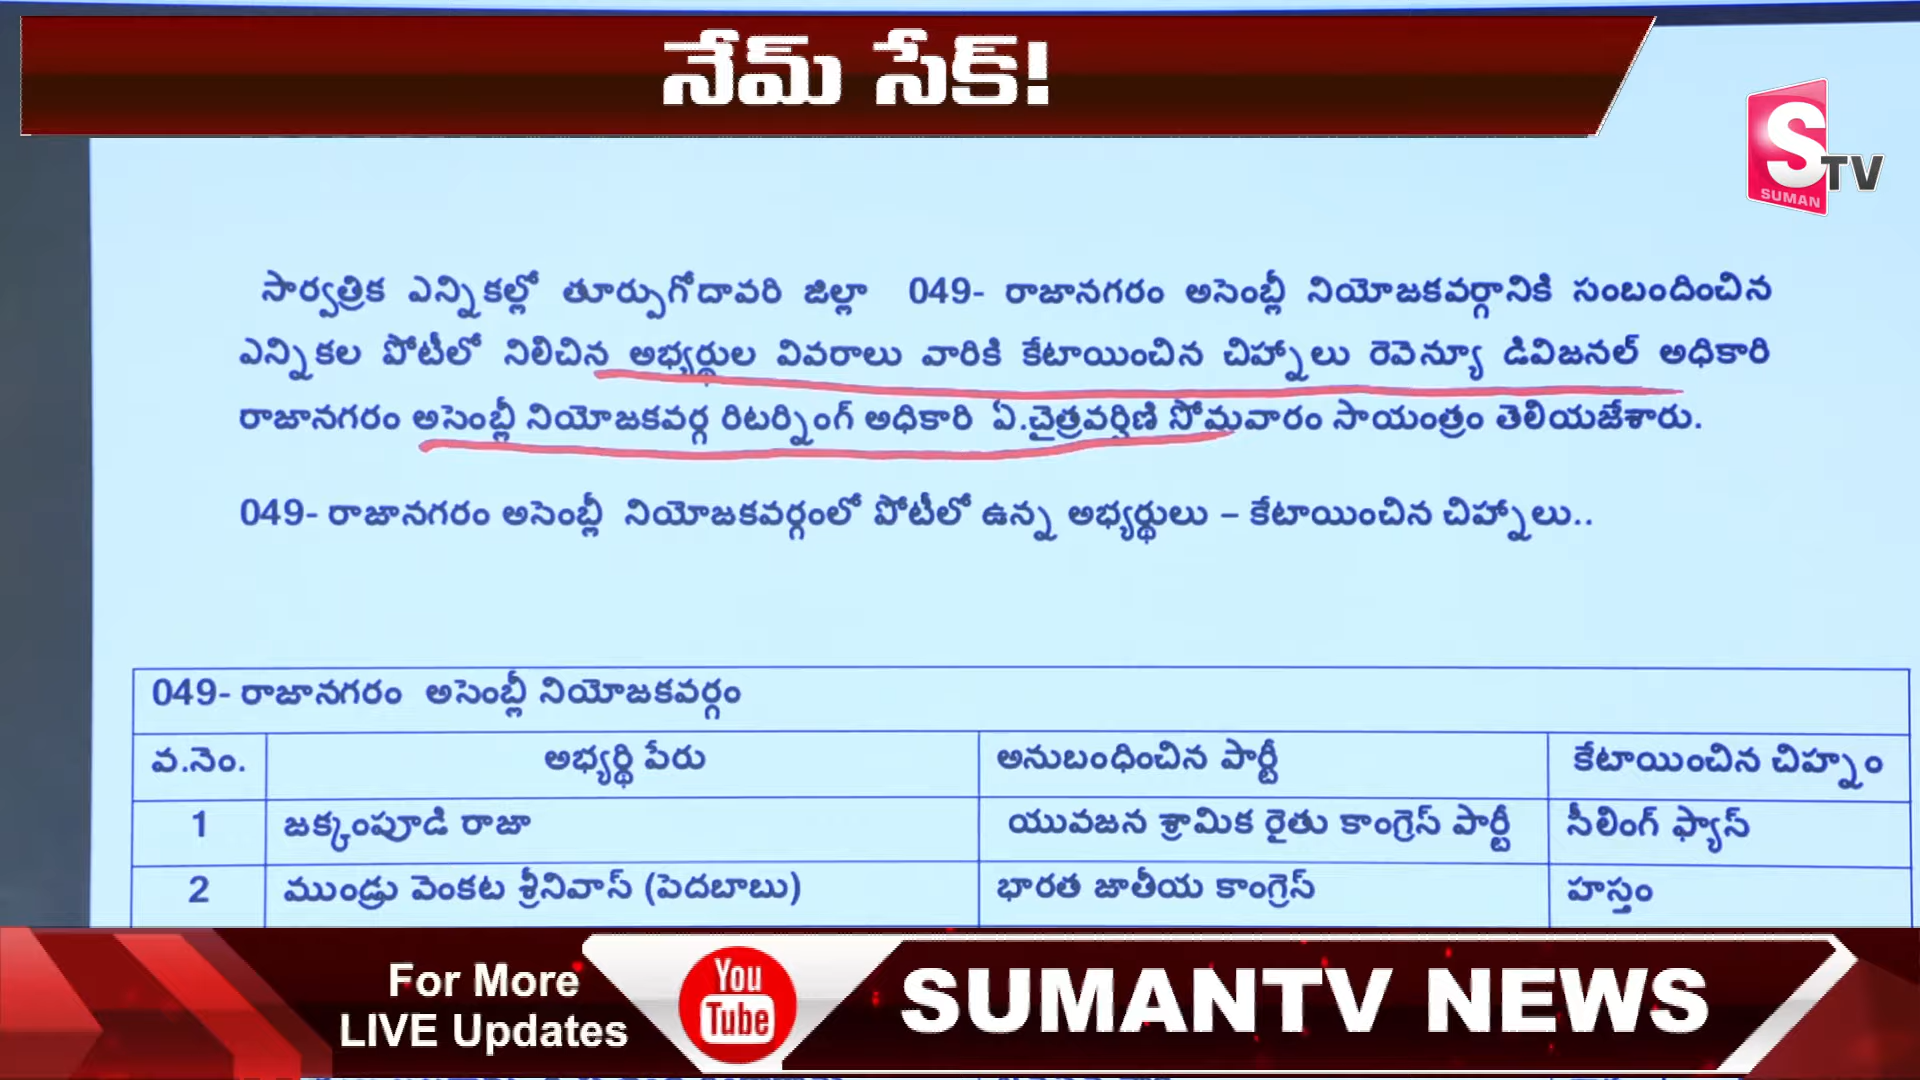 నేమ్ సేక్!
S TV
SUMAN
సార్వత్రిక ఎన్నికల్లో తూర్పుగోదావరి జిల్లా 049- రాజానగరం అసెంబ్లీ నియోజకవర్గానికి సంబందించిన
ఎన్నికల పోటీలో నిలిచిన అభ్యర్థుల వివరాలు వారికి కేటాయించిన చిహ్నాలు రెవెన్యూ డివిజనల్ అధికారి
రాజానగరం అసెంబ్లీ నియోజకవర్గ రిటర్నింగ్ అధికారి ఏ.చైత్రవర్షిణి సోమవారం సాయంత్రం తెలియజేశారు.
049- రాజానగరం అసెంబ్లీ నియోజకవర్గంలో పోటీలో ఉన్న అభ్యర్థులు – కేటాయించిన చిహ్నాలు..
049- రాజానగరం అసెంబ్లీ నియోజకవర్గం
వ.నెం. అభ్యర్థి పేరు అనుబంధించిన పార్టీ కేటాయించిన చిహ్నం
1 జక్కంపూడి రాజా యువజన శ్రామిక రైతు కాంగ్రెస్ పార్టీ సీలింగ్ ఫ్యాన్
2 ముండ్రు వెంకట శ్రీనివాస్ (పెదబాబు) భారత జాతీయ కాంగ్రెస్ హస్తం
For More
LIVE Updates
You
Tube
SUMANTV NEWS